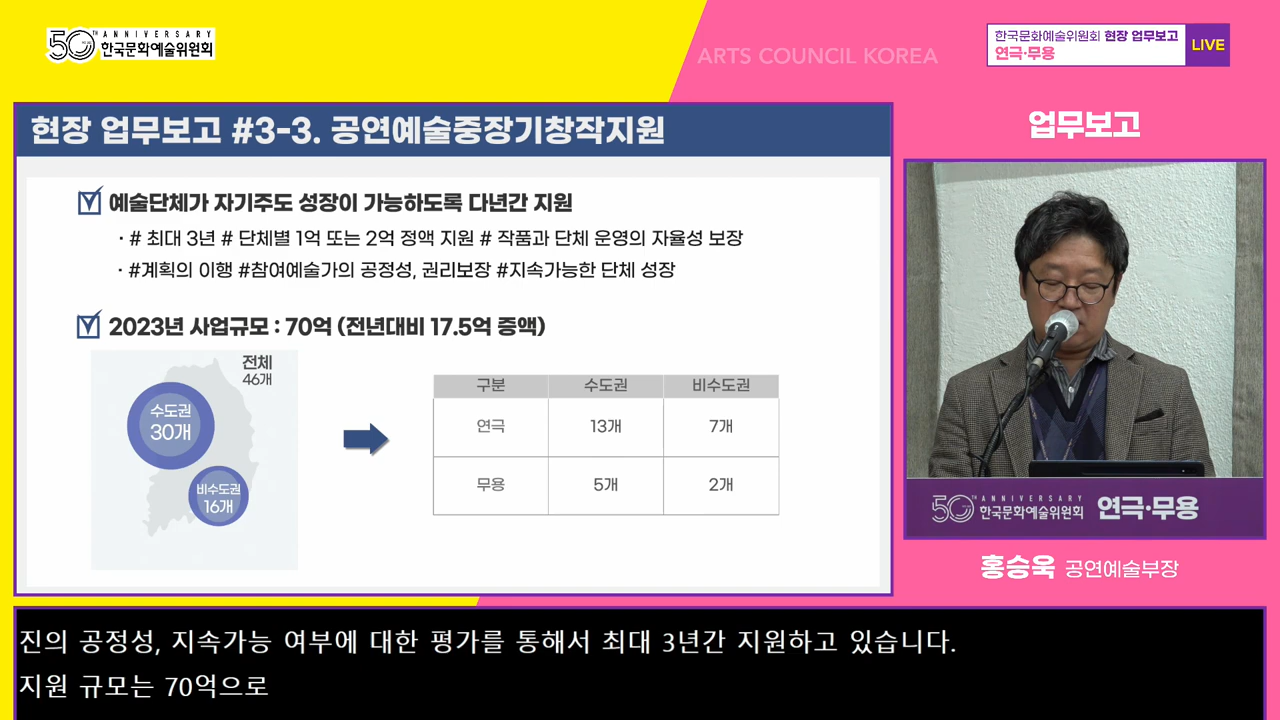 50TH ANNIVERSARY
한국문화예술위원회
ARTS COUNCIL KOREA
한국문화예술위원회 현장 업무보고
연극·무용
LIVE
현장 업무보고 #3-3. 공연예술중장기창작지원
예술단체가 자기주도 성장이 가능하도록 다년간 지원
· # 최대 3년 # 단체별 1억 또는 2억 정액 지원 # 작품과 단체 운영의 자율성 보장
· #계획의 이행 #참여예술가의 공정성, 권리보장 #지속가능한 단체 성장
2023년 사업규모 : 70억 (전년대비 17.5억 증액)
전체
46개
수도권
30개
비수도권
16개
구분 수도권 비수도권
연극 13개 7개
무용 5개 2개
업무보고
50TH ANNIVERSARY
한국문화예술위원회 연극·무용
홍승욱 공연예술부장
진의 공정성, 지속가능 여부에 대한 평가를 통해서 최대 3년간 지원하고 있습니다.
지원 규모는 70억으로